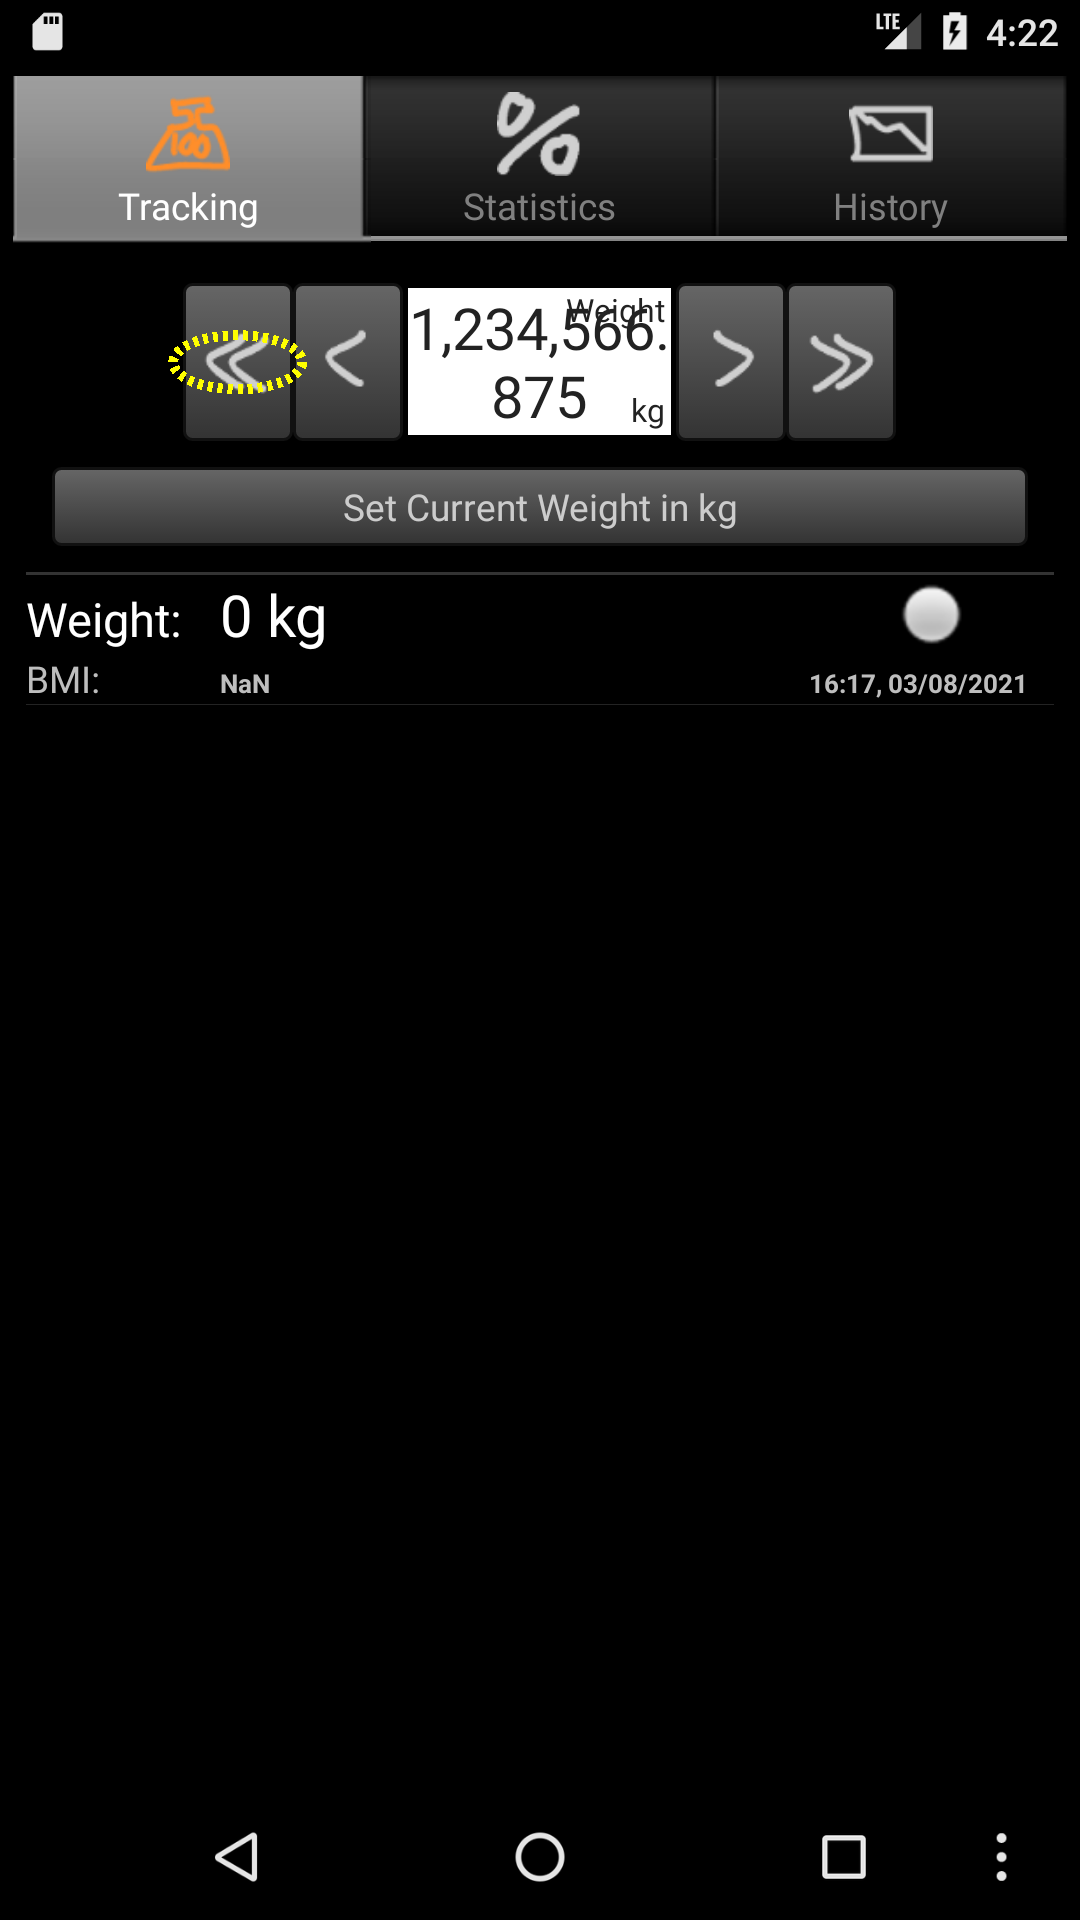 LTE 4:22
100
Tracking
Statistics
History
Weight
1,234,566.
875
kg
Set Current Weight in kg
Weight: 0 kg
BMI: NaN 16:17, 03/08/2021